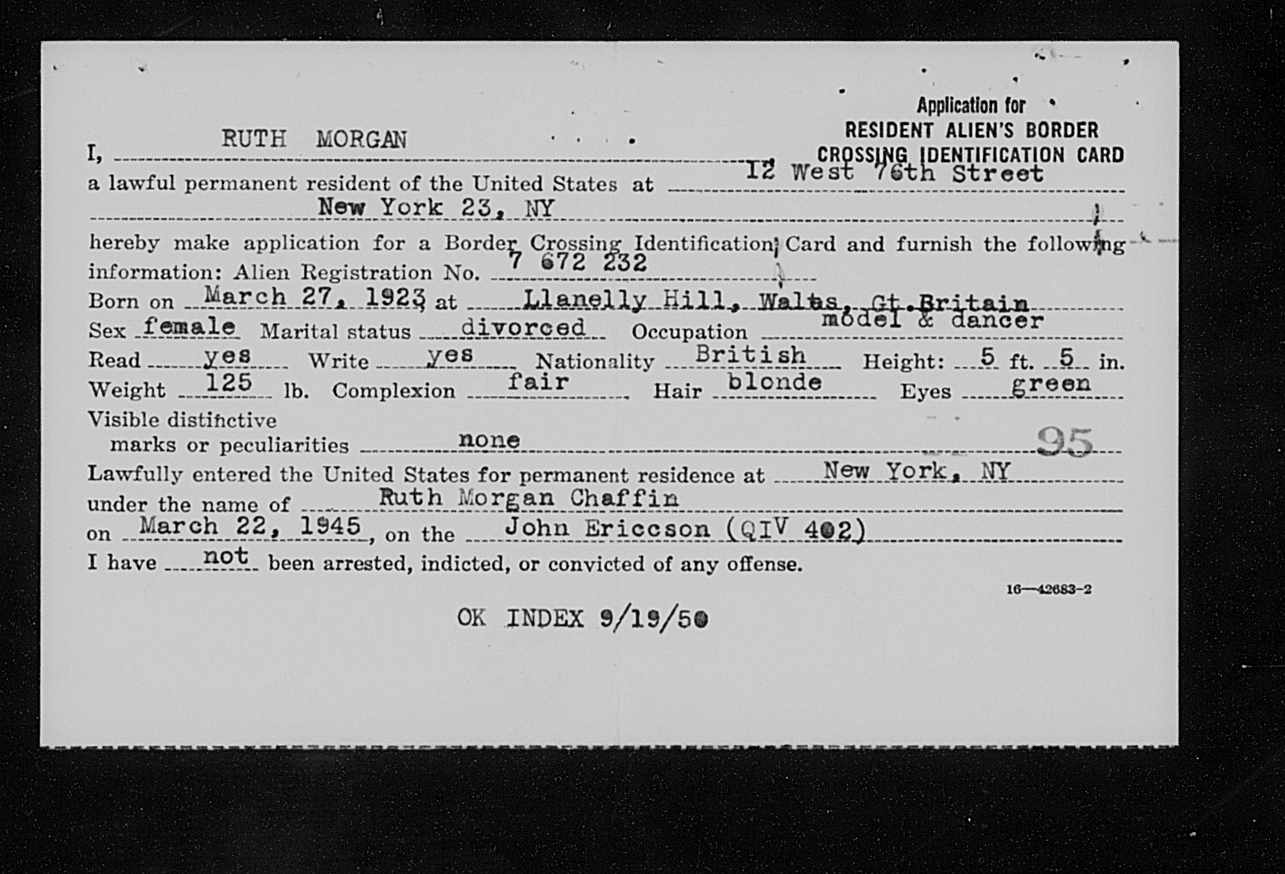 Application for
RESIDENT ALIEN'S BORDER
CROSSING IDENTIFICATION CARD
I, RUTH MORGAN,
a lawful permanent resident of the United States at 12 West 76th Street
New York 23, NY
hereby make application for a Border Crossing Identification Card and furnish the following
information: Alien Registration No. 7 672 232
Born on March 27, 1923, at Llanelly Hill, Wales, Gt.Britain
Sex female Marital status divorced Occupation model & dancer
Read yes Write yes Nationality British Height: 5 ft. 5 in.
Weight 125 lb. Complexion fair Hair blonde Eyes green
Visible distinctive
marks or peculiarities none 95
Lawfully entered the United States for permanent residence at New York, NY
under the name of Ruth Morgan Chaffin
on March 22, 1945, on the John Ericcson (QIV 402)
I have not been arrested, indicted, or convicted of any offense.
16—42683-2
OK INDEX 9/19/50